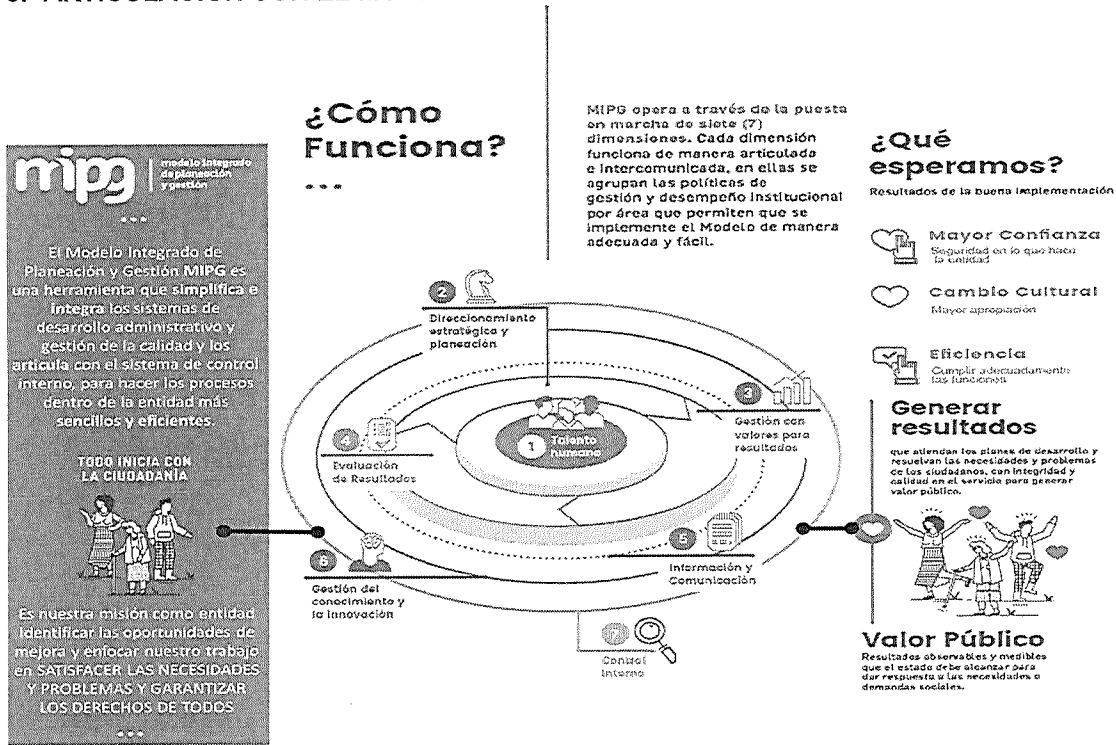 mipg
modelo integrado
de planeación
y gestión
El Modelo Integrado de
Planeación y Gestión MIPG es
una herramienta que simplifica e
integra los sistemas de
desarrollo administrativo y
gestión de la calidad y los
articula con el sistema de control
interno, para hacer los procesos
dentro de la entidad más
sencillos y eficientes.
TODO INICIA CON
LA CIUDADANÍA
Es nuestra misión como entidad
identificar las oportunidades de
mejora y enfocar nuestro trabajo
en SATISFACER LAS NECESIDADES
Y PROBLEMAS Y GARANTIZAR
LOS DERECHOS DE TODOS
¿Cómo
Funciona?
MIPG opera a través de la puesta
en marcha de siete (7)
dimensiones. Cada dimensión
funciona de manera articulada
e intercomunicada, en ellas se
agrupan las políticas de
gestión y desempeño institucional
por área que permiten que se
implemente el Modelo de manera
adecuada y fácil.
2
Direccionamiento
estratégico y
planeación
3
Gestión con
valores para
resultados
1 Talento
humano
4
Evaluación
de Resultados
5
Información y
Comunicación
6
Gestión del
conocimiento y
la innovación
7
Control
Interno
¿Qué
esperamos?
Resultados de la buena implementación
Mayor Confianza
Seguridad en lo que hace
la entidad
Cambio Cultural
Mayor apropiación
Eficiencia
Cumplir adecuadamente
las funciones
Generar
resultados
que atiendan los planes de desarrollo y
resuelvan las necesidades y problemas
de los ciudadanos, con integridad y
calidad en el servicio para generar
valor público.
Valor Público
Resultados observables y medibles
que el estado debe alcanzar para
dar respuesta a las necesidades o
demandas sociales.